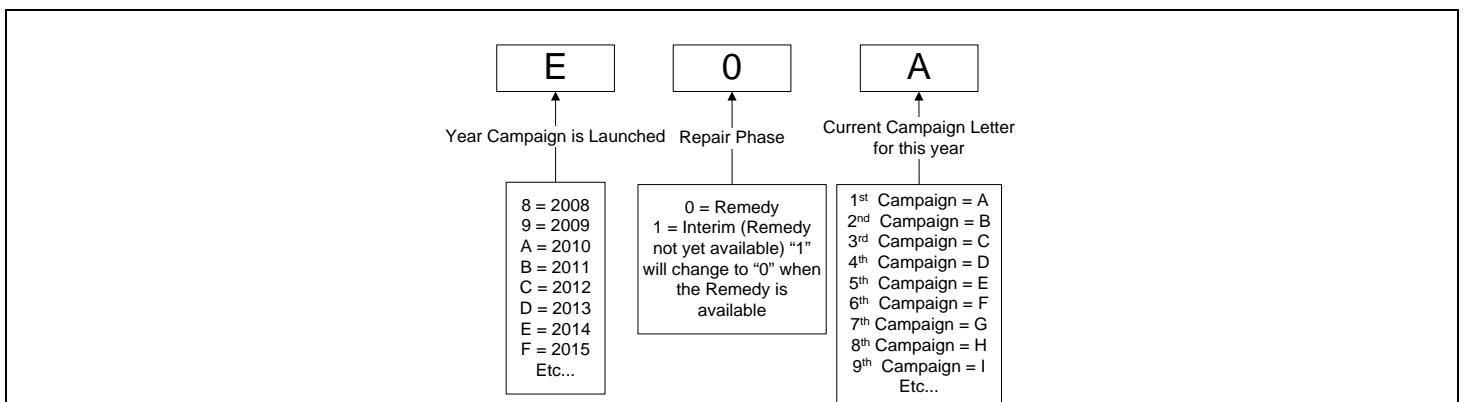 E
0
A
Year Campaign is Launched
Repair Phase
Current Campaign Letter
for this year
8 = 2008
9 = 2009
A = 2010
B = 2011
C = 2012
D = 2013
E = 2014
F = 2015
Etc...
0 = Remedy
1 = Interim (Remedy
not yet available) “1”
will change to “0” when
the Remedy is
available
1st Campaign = A
2nd Campaign = B
3rd Campaign = C
4th Campaign = D
5th Campaign = E
6th Campaign = F
7th Campaign = G
8th Campaign = H
9th Campaign = I
Etc...